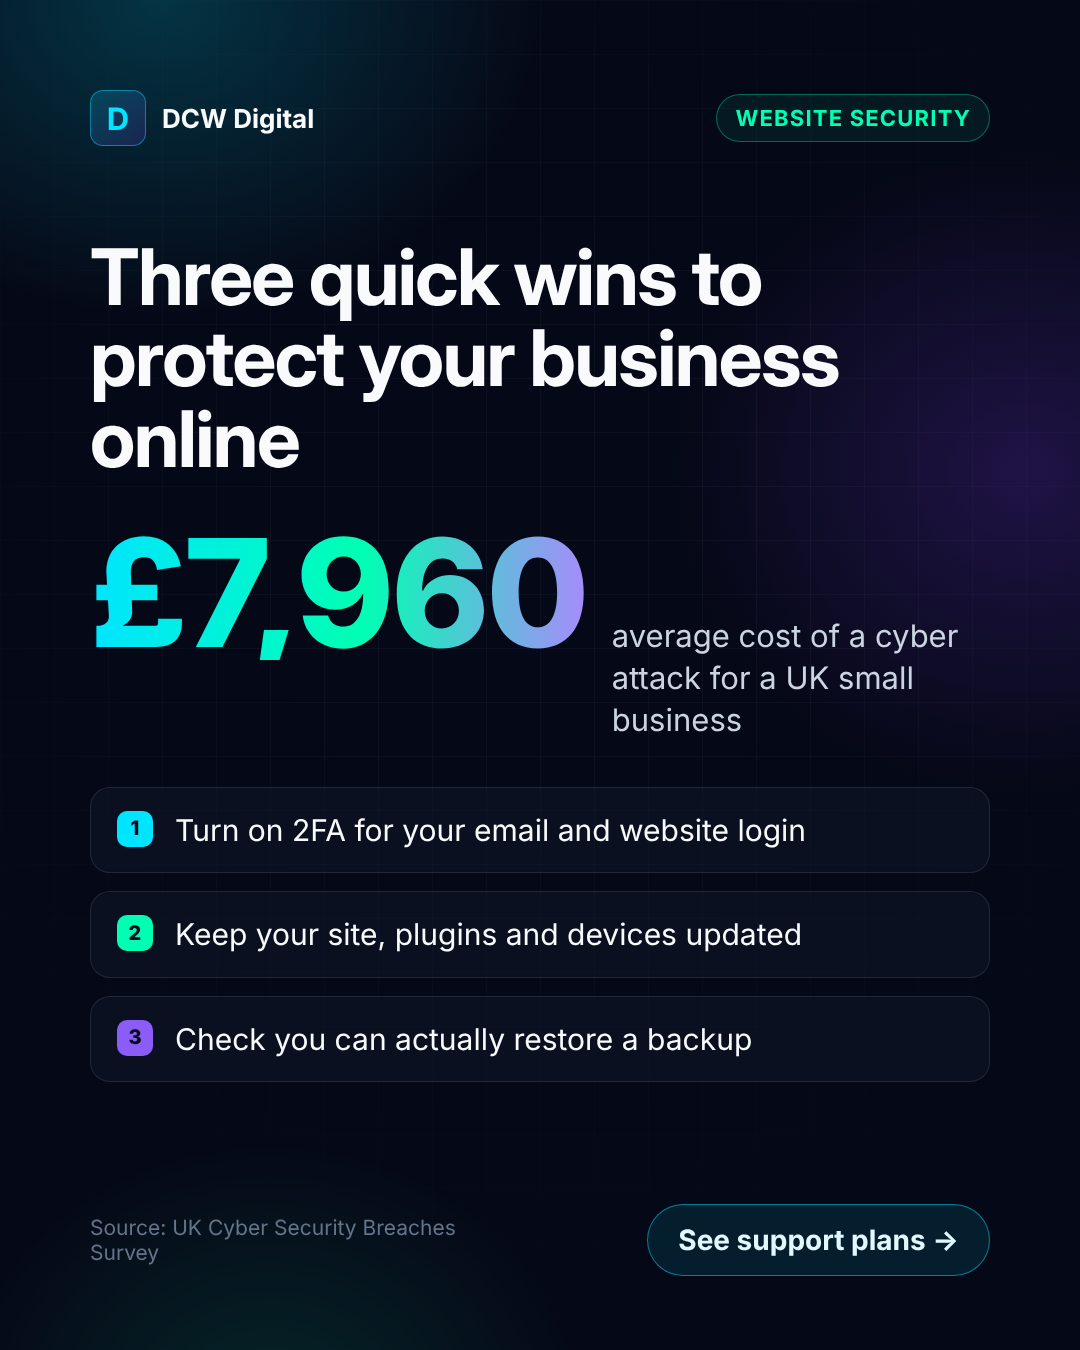 D
DCW Digital
WEBSITE SECURITY
Three quick wins to
protect your business
online
£7,960
average cost of a cyber
attack for a UK small
business
1 Turn on 2FA for your email and website login
2 Keep your site, plugins and devices updated
3 Check you can actually restore a backup
Source: UK Cyber Security Breaches
Survey
See support plans →